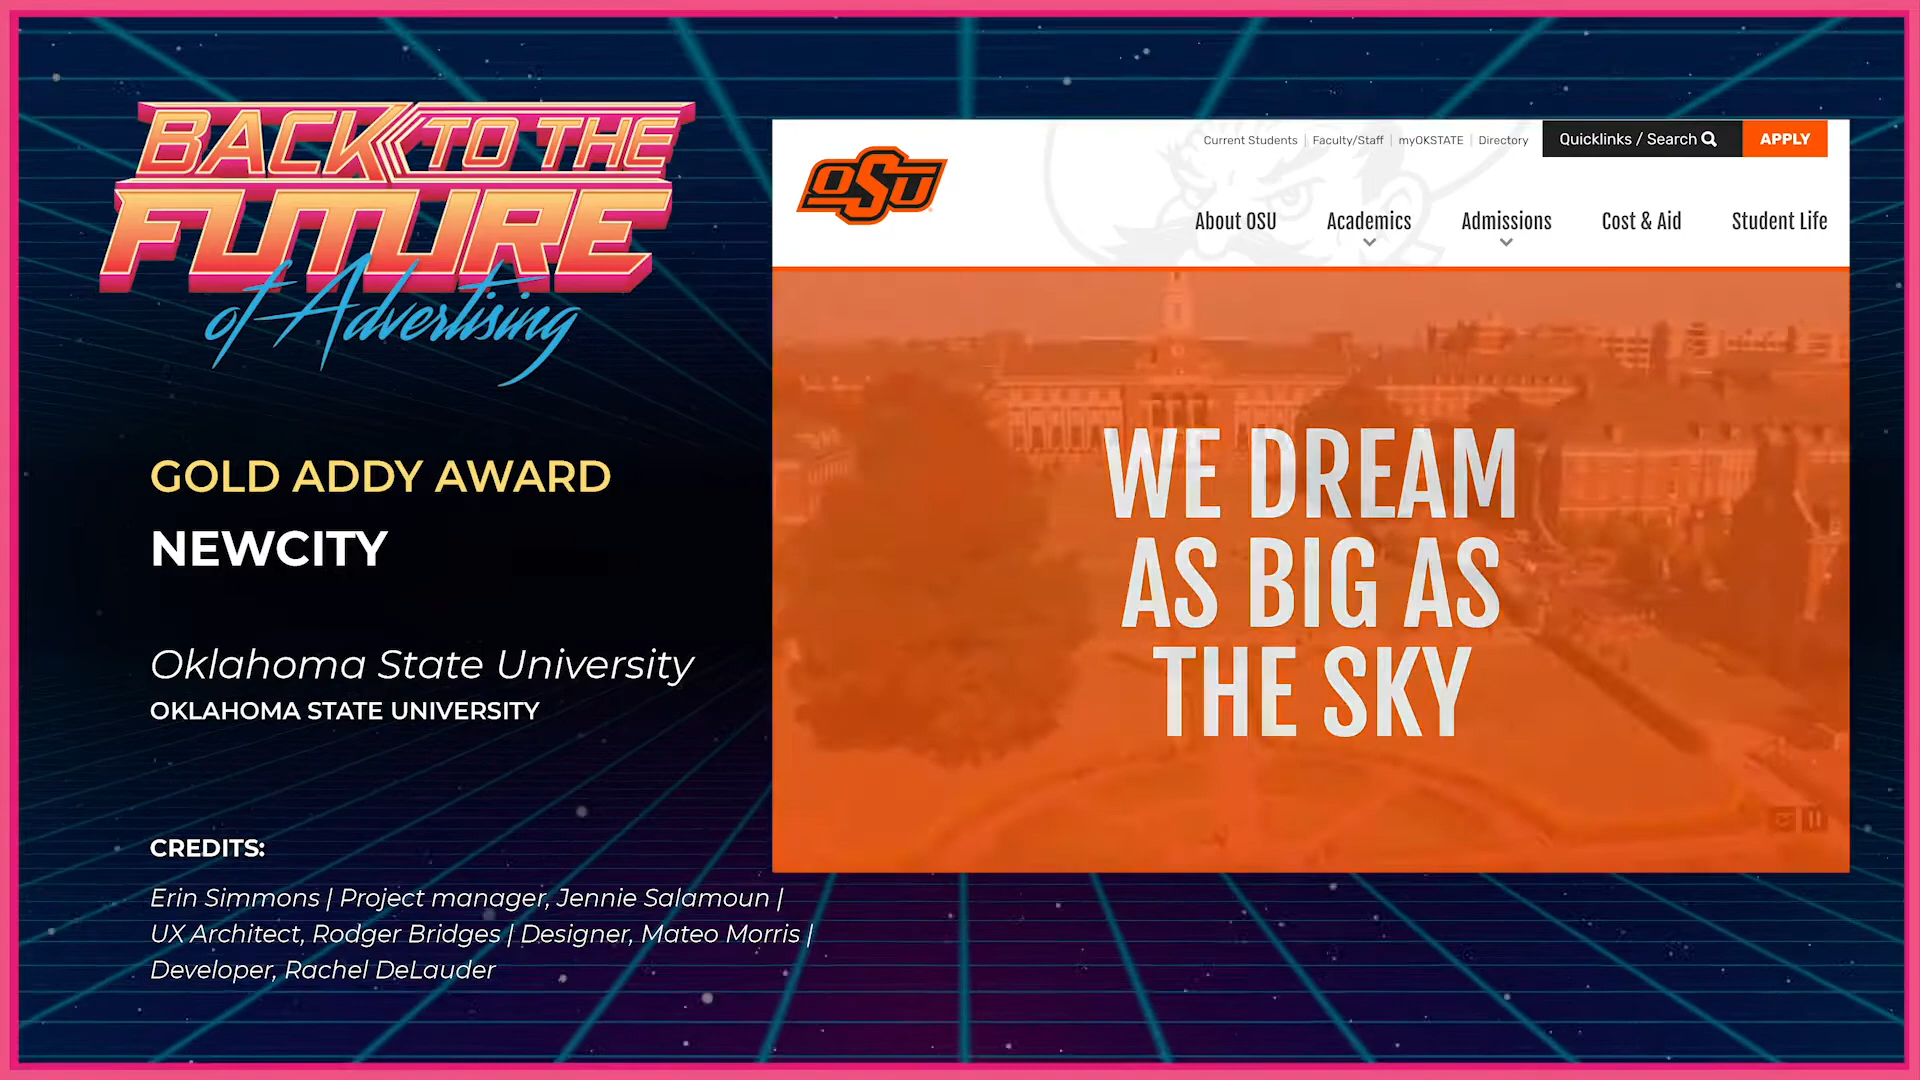 BACK TO THE
FUTURE
of Advertising
GOLD ADDY AWARD
NEWCITY
Oklahoma State University
OKLAHOMA STATE UNIVERSITY
CREDITS:
Erin Simmons | Project manager, Jennie Salamoun |
UX Architect, Rodger Bridges | Designer, Mateo Morris |
Developer, Rachel DeLauder
Current Students | Faculty/Staff | myOKSTATE | Directory
Quicklinks / Search
APPLY
OSU
About OSU Academics Admissions Cost & Aid Student Life
WE DREAM
AS BIG AS
THE SKY